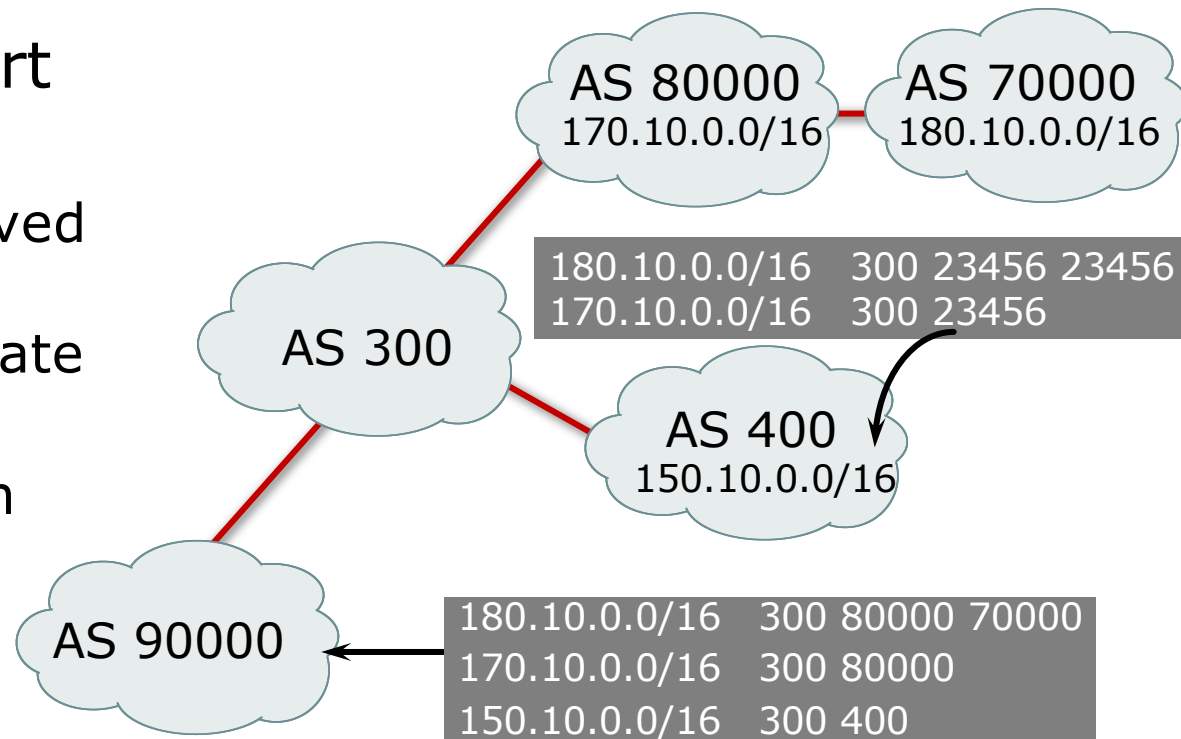 rt
ved
ate
n
AS 80000
170.10.0.0/16
AS 70000
180.10.0.0/16
180.10.0.0/16 300 23456 23456
170.10.0.0/16 300 23456
AS 300
AS 400
150.10.0.0/16
AS 90000
180.10.0.0/16 300 80000 70000
170.10.0.0/16 300 80000
150.10.0.0/16 300 400